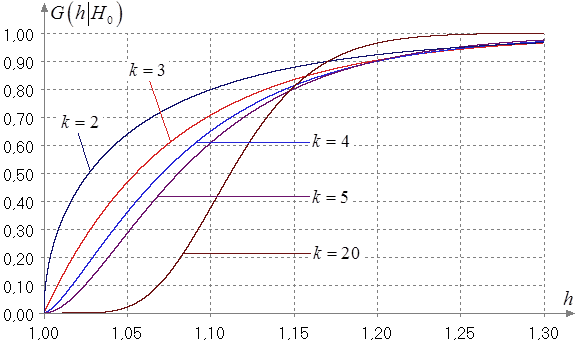 G(h|H₀)
1.00
0.90
0.80
0.70
0.60
0.50
0.40
0.30
0.20
0.10
0.00
k = 3
k = 2
k = 4
k = 5
k = 20
h
1,00
1,05
1,10
1,15
1,20
1,25
1,30